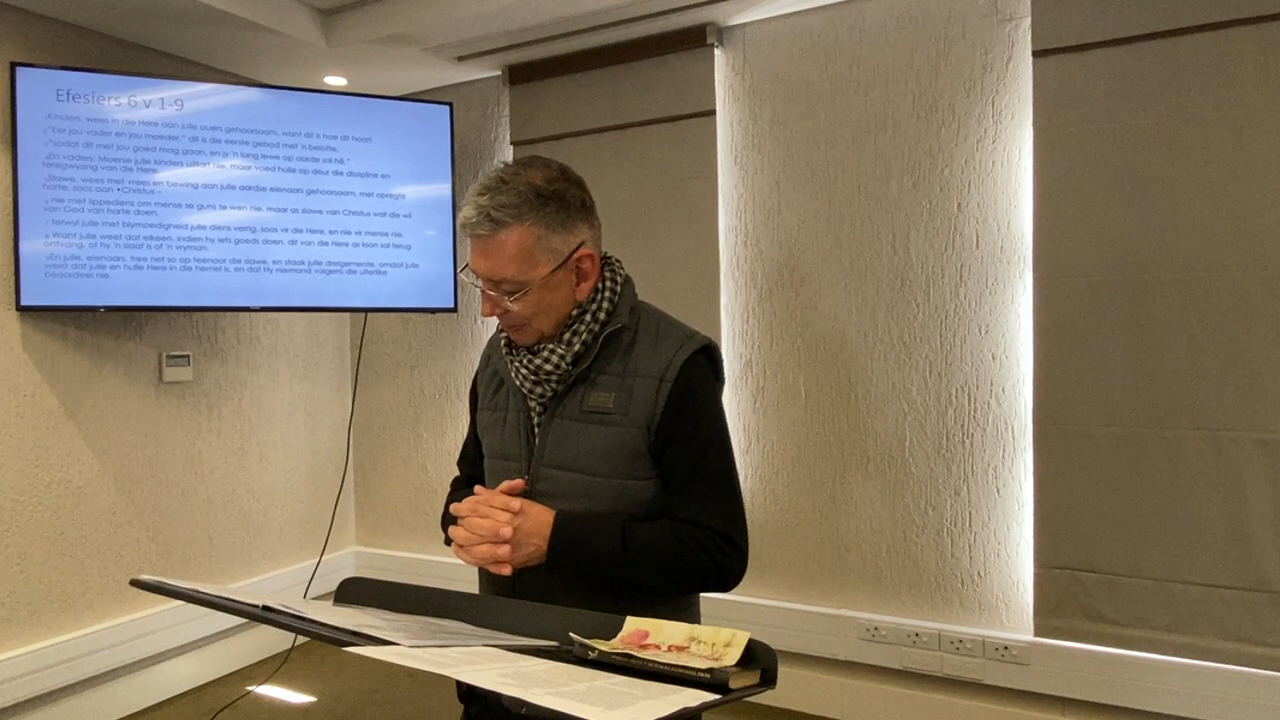 Efesiers 6 v 1-9
1Kinders, wees in die Here aan julle ouers gehoorsaam, want dit is hoe dit hoort.
2"Eer jou vader en jou moeder," dit is die eerste gebod met 'n belofte,
3"sodat dit met jou goed mag gaan, en jy 'n lang lewe op aarde sal hê."
4En vaders: Moenie julle kinders uittart nie, maar voed hulle op deur die dissipline en
teregwysing van die Here.
5Slawe, wees met vrees en bewing aan julle aardse eienaars gehoorsaam, met opregte
harte, soos aan •Christus –
6 nie met lippediens om mense se guns te wen nie, maar as slawe van Christus wat die wil
van God van harte doen,
7 terwyl julle met blymoedigheid julle diens verrig, soos vir die Here, en nie vir mense nie.
8 Want julle weet dat elkeen, indien hy iets goeds doen, dit van die Here as loon sal terug
ontvang, of hy 'n slaaf is of 'n vryman.
9En julle, eienaars, tree net so op teenoor die slawe, en staak julle dreigemente, omdat julle
weet dat julle en hulle Here in die hemel is, en dat Hy niemand volgens die uiterlike
beoordeel nie.